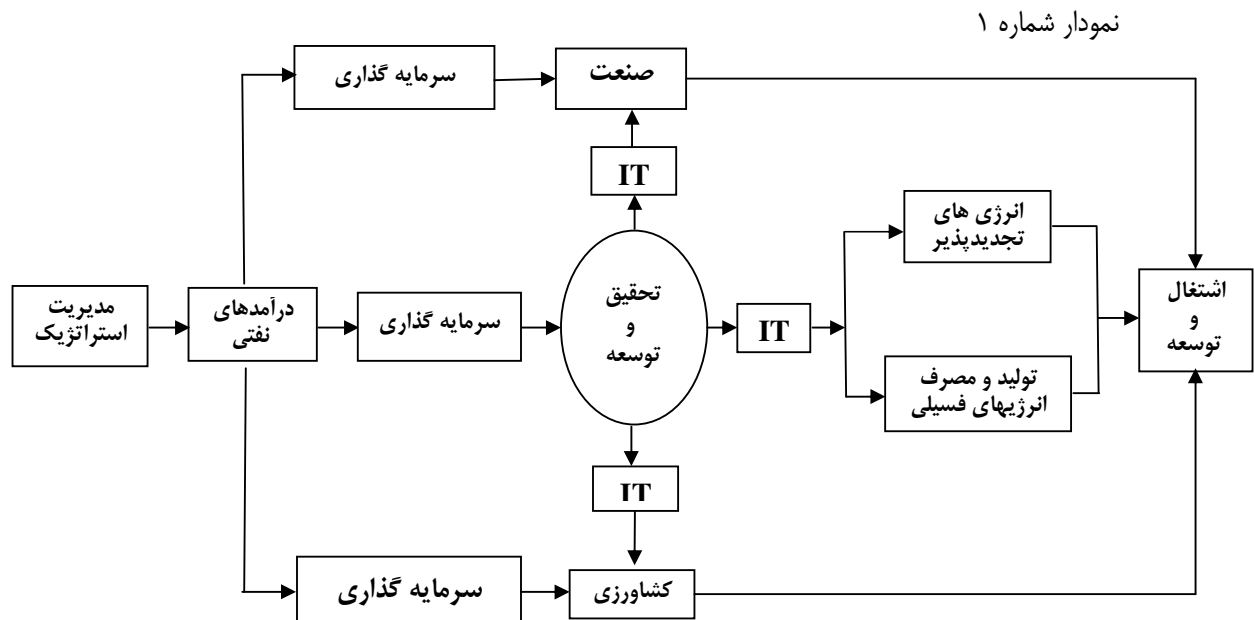 نمودار شماره ۱
سرمایه گذاری
صنعت
IT
انرژی های
تجدیدپذیر
مدیریت
استراتژیک
درآمدهای
نفتی
سرمایه گذاری
تحقیق
و
توسعه
IT
اشتغال
و
توسعه
تولید و مصرف
انرژیهای فسیلی
IT
سرمایه گذاری
کشاورزی